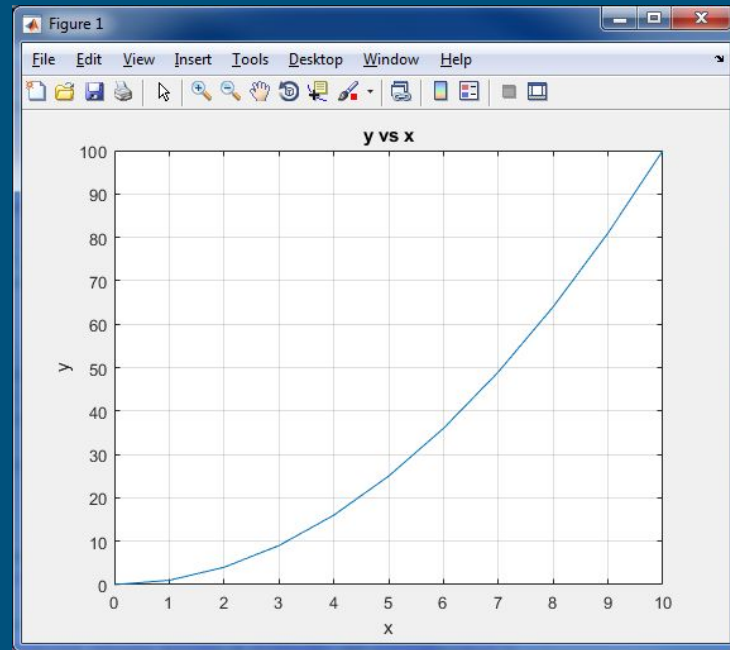 Figure 1
File Edit View Insert Tools Desktop Window Help
y vs x
100
90
80
70
60
50
40
30
20
10
0
y
0 1 2 3 4 5 6 7 8 9 10
x